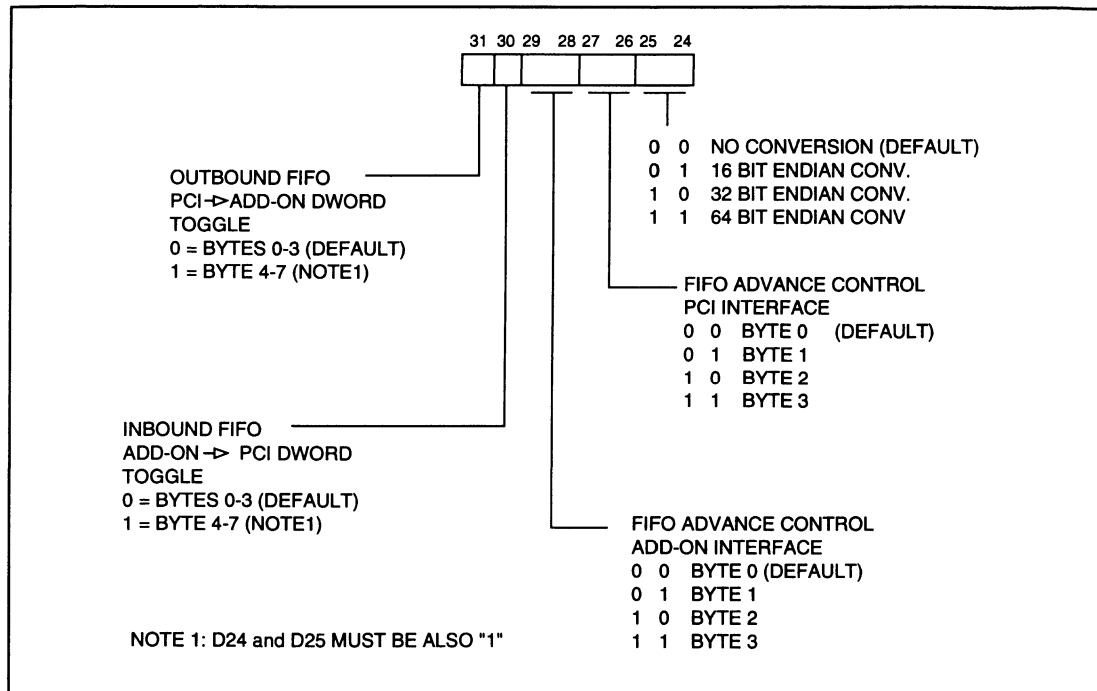 31 30 29 28 27 26 25 24
0 0 NO CONVERSION (DEFAULT)
0 1 16 BIT ENDIAN CONV.
1 0 32 BIT ENDIAN CONV.
1 1 64 BIT ENDIAN CONV
OUTBOUND FIFO
PCI -> ADD-ON DWORD
TOGGLE
0 = BYTES 0-3 (DEFAULT)
1 = BYTE 4-7 (NOTE1)
FIFO ADVANCE CONTROL
PCI INTERFACE
0 0 BYTE 0 (DEFAULT)
0 1 BYTE 1
1 0 BYTE 2
1 1 BYTE 3
INBOUND FIFO
ADD-ON -> PCI DWORD
TOGGLE
0 = BYTES 0-3 (DEFAULT)
1 = BYTE 4-7 (NOTE1)
FIFO ADVANCE CONTROL
ADD-ON INTERFACE
0 0 BYTE 0 (DEFAULT)
0 1 BYTE 1
1 0 BYTE 2
1 1 BYTE 3
NOTE 1: D24 and D25 MUST BE ALSO "1"